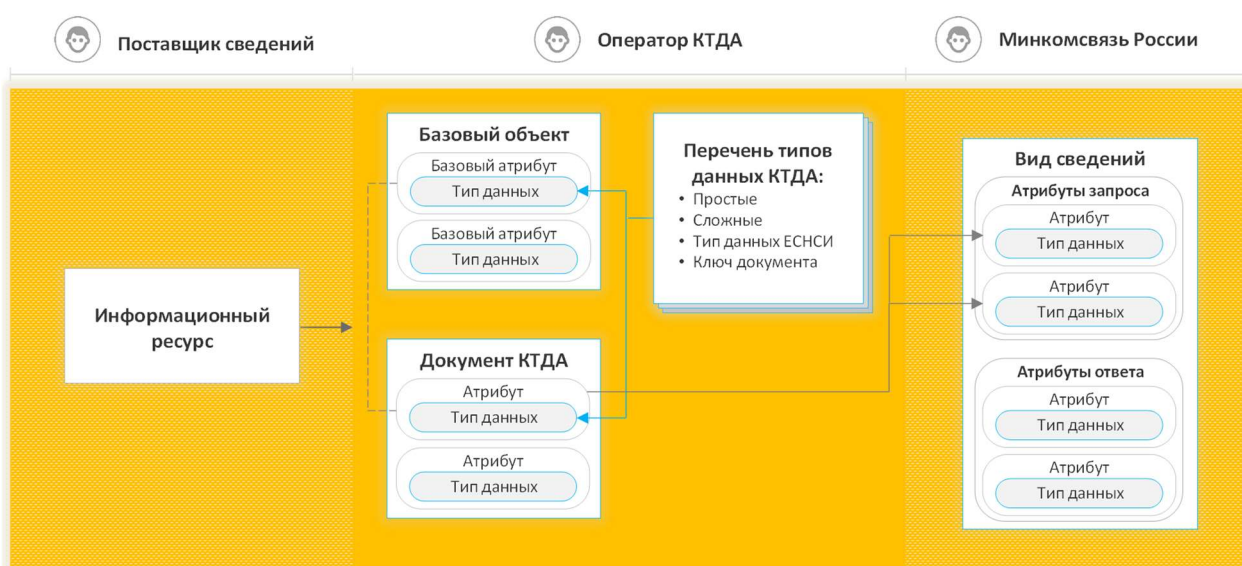 Поставщик сведений
Оператор КТДА
Минкомсвязь России
Информационный
ресурс
Базовый объект
Базовый атрибут
Тип данных
Базовый атрибут
Тип данных
Документ КТДА
Атрибут
Тип данных
Атрибут
Тип данных
Перечень типов
данных КТДА:
• Простые
• Сложные
• Тип данных ЕСНСИ
• Ключ документа
Вид сведений
Атрибуты запроса
Атрибут
Тип данных
Атрибут
Тип данных
Атрибуты ответа
Атрибут
Тип данных
Атрибут
Тип данных